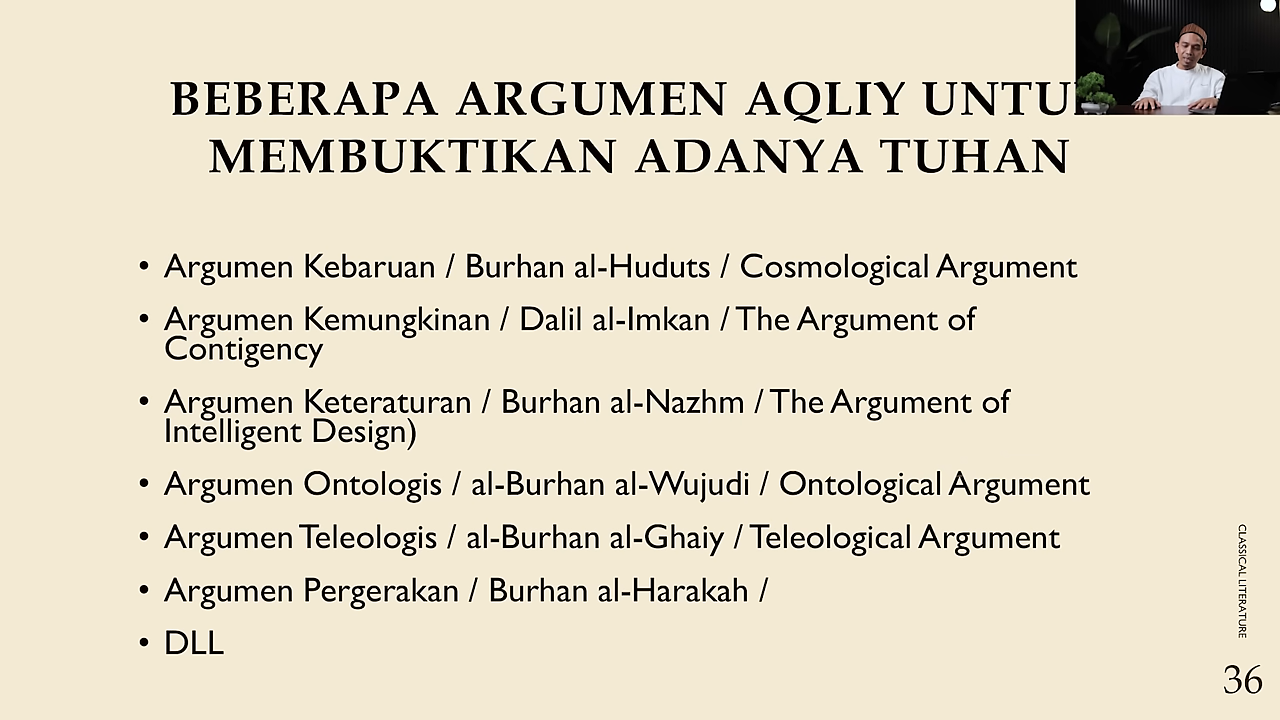 BEBERAPA ARGUMEN AQLIY
MEMBUKTIKAN ADANYA TUHAN
• Argumen Kebaruan / Burhan al-Huduts / Cosmological Argument
• Argumen Kemungkinan / Dalil al-Imkan / The Argument of
Contigency
• Argumen Keteraturan / Burhan al-Nazhm / The Argument of
Intelligent Design)
• Argumen Ontologis / al-Burhan al-Wujudi / Ontological Argument
• Argumen Teleologis / al-Burhan al-Ghaiy / Teleological Argument
• Argumen Pergerakan / Burhan al-Harakah /
• DLL
CLASSICAL LITERATURE
36